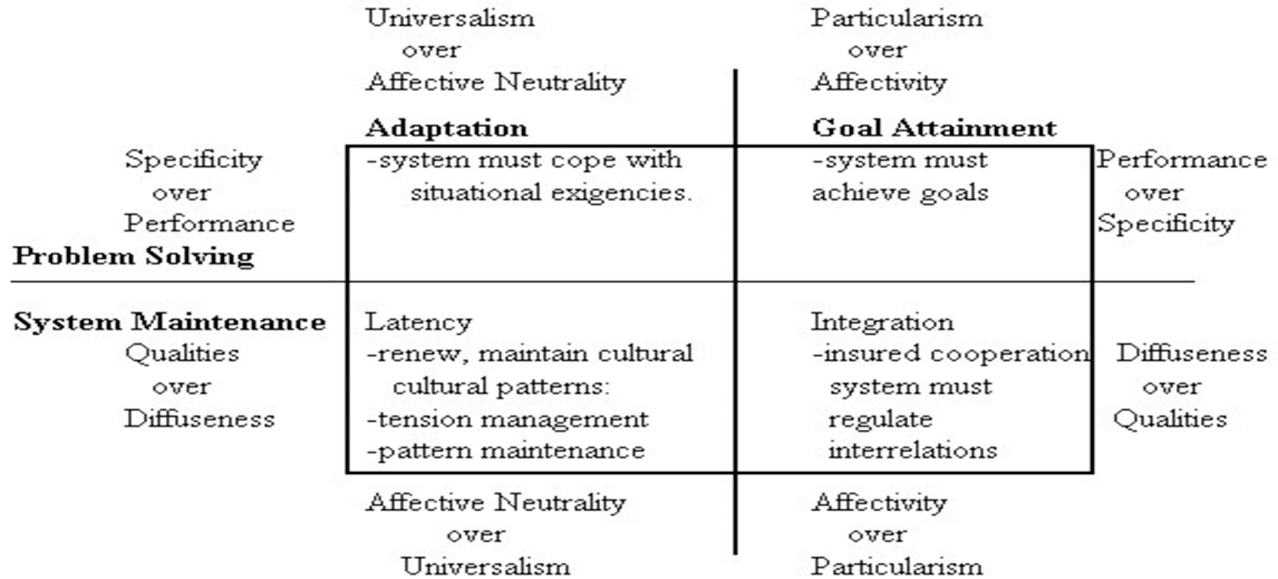 Universalism Particularism
over over
Affective Neutrality Affectivity
Adaptation Goal Attainment
Specificity -system must cope with -system must Performance
over situational exigencies. achieve goals over
Performance Specificity
Problem Solving
System Maintenance Latency Integration
Qualities -renew, maintain cultural -insured cooperation Diffuseness
over cultural patterns: system must over
Diffuseness -tension management regulate Qualities
-pattern maintenance interrelations
Affective Neutrality Affectivity
over over
Universalism Particularism